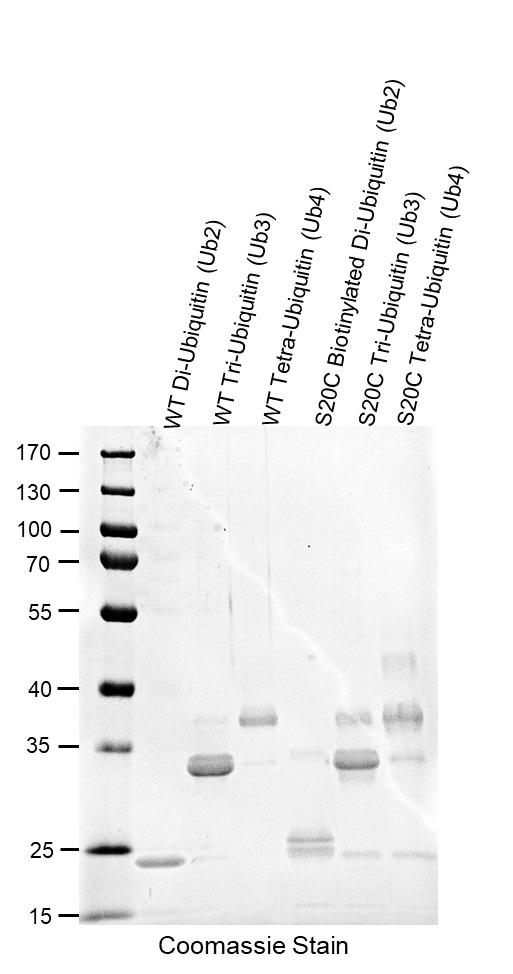 WT Di-Ubiquitin (Ub2)
WT Tri-Ubiquitin (Ub3)
WT Tetra-Ubiquitin (Ub4)
S20C Biotinylated Di-Ubiquitin (Ub2)
S20C Tri-Ubiquitin (Ub3)
S20C Tetra-Ubiquitin (Ub4)
170
130
100
70
55
40
35
25
15
Coomassie Stain